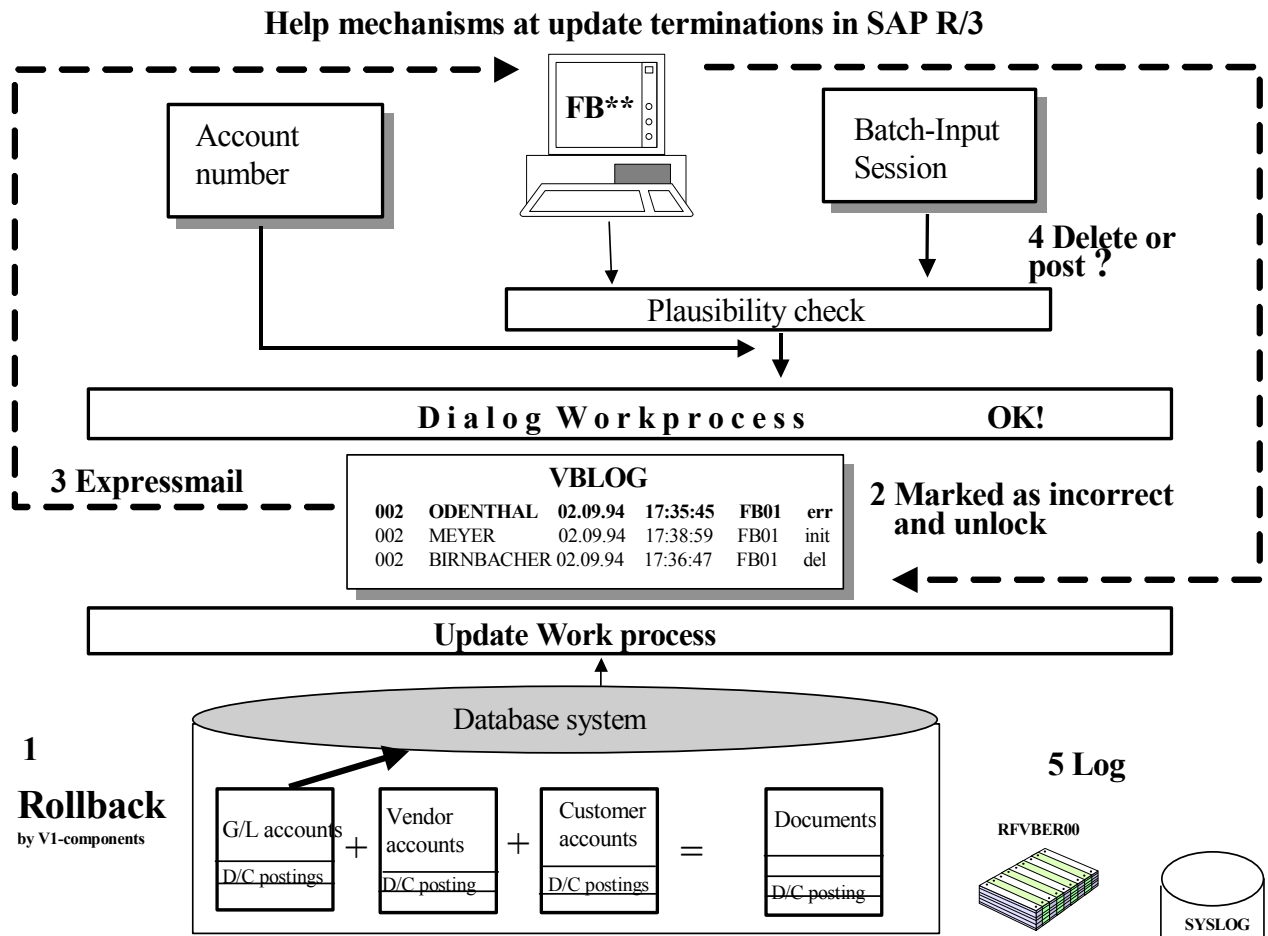 Help mechanisms at update terminations in SAP R/3
Account
number
FB**
Batch-Input
Session
4 Delete or
post ?
Plausibility check
Dialog Workprocess OK!
3 Expressmail
VBLOG
002 ODENTHAL 02.09.94 17:35:45 FB01 err
002 MEYER 02.09.94 17:38:59 FB01 init
002 BIRNBACHER 02.09.94 17:36:47 FB01 del
2 Marked as incorrect
and unlock
Update Work process
Database system
1
Rollback
by V1-components
G/L accounts
D/C postings
+
Vendor
accounts
D/C posting
+
Customer
accounts
D/C postings
=
Documents
D/C posting
5 Log
RFVBER00
SYSLOG